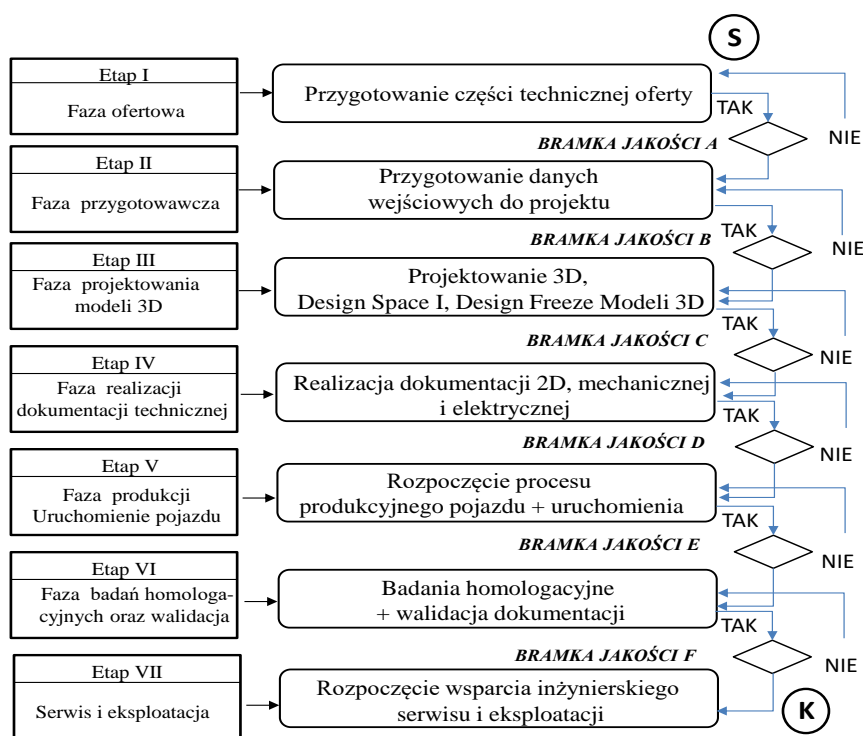 S
Etap I
Faza ofertowa
Przygotowanie części technicznej oferty
TAK
NIE
BRAMKA JAKOŚCI A
Etap II
Faza przygotowawcza
Przygotowanie danych
wejściowych do projektu
TAK
NIE
BRAMKA JAKOŚCI B
Etap III
Faza projektowania
modeli 3D
Projektowanie 3D,
Design Space I, Design Freeze Modeli 3D
TAK
NIE
BRAMKA JAKOŚCI C
Etap IV
Faza realizacji
dokumentacji technicznej
Realizacja dokumentacji 2D, mechanicznej
i elektrycznej
TAK
NIE
BRAMKA JAKOŚCI D
Etap V
Faza produkcji
Uruchomienie pojazdu
Rozpoczęcie procesu
produkcyjnego pojazdu + uruchomienia
TAK
NIE
BRAMKA JAKOŚCI E
Etap VI
Faza badań homologa-
cyjnych oraz walidacja
Badania homologacyjne
+ walidacja dokumentacji
TAK
NIE
BRAMKA JAKOŚCI F
Etap VII
Serwis i eksploatacja
Rozpoczęcie wsparcia inżynierskiego
serwisu i eksploatacji
K